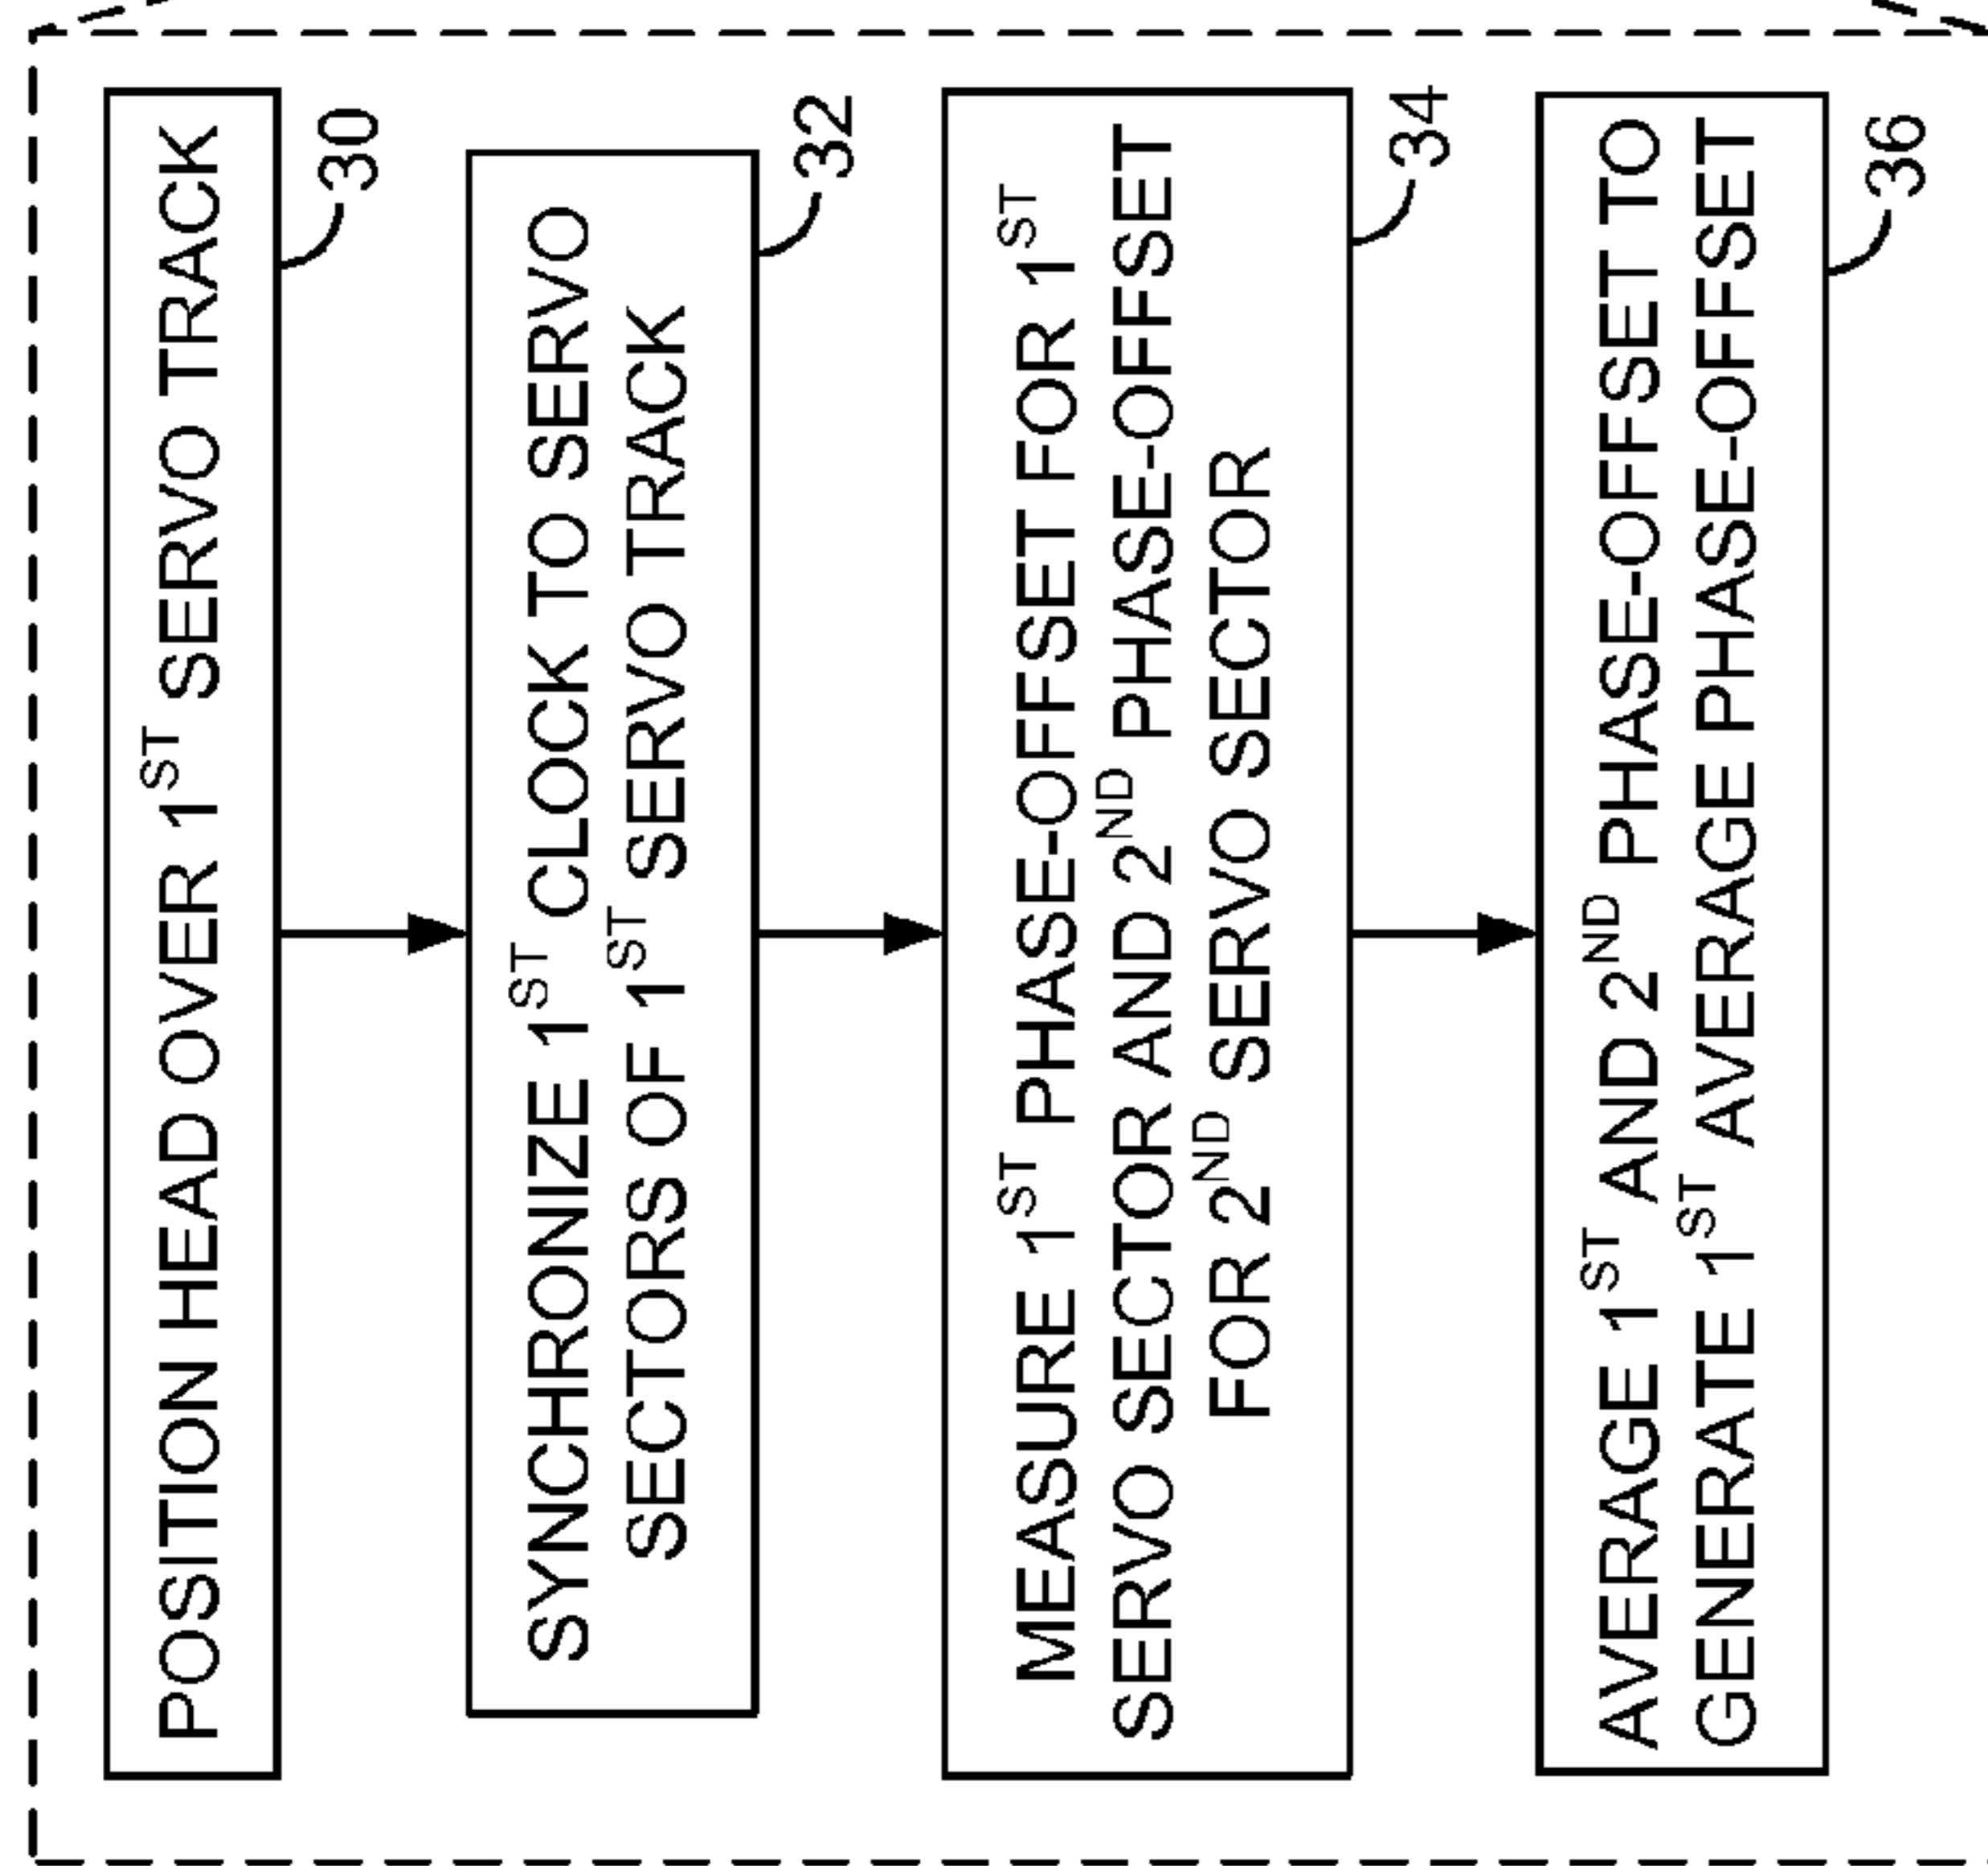 POSITION HEAD OVER 1ST SERVO TRACK
30
SYNCHRONIZE 1ST CLOCK TO SERVO
SECTORS OF 1ST SERVO TRACK
32
MEASURE 1ST PHASE-OFFSET FOR 1ST
SERVO SECTOR AND 2ND PHASE-OFFSET
FOR 2ND SERVO SECTOR
34
AVERAGE 1ST AND 2ND PHASE-OFFSET TO
GENERATE 1ST AVERAGE PHASE-OFFSET
36